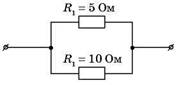 R₁ = 5 Ом
R₁ = 10 Ом